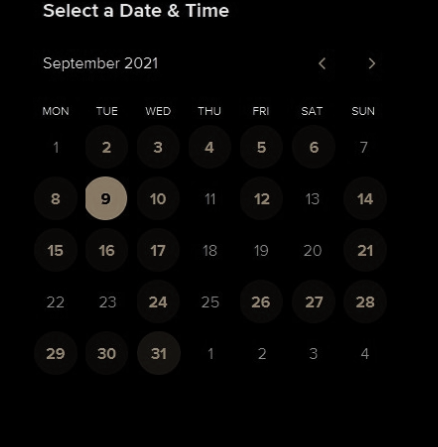 Select a Date & Time
September 2021
MON TUE WED THU FRI SAT SUN
1 2 3 4 5 6 7
8 9 10 11 12 13 14
15 16 17 18 19 20 21
22 23 24 25 26 27 28
29 30 31 1 2 3 4